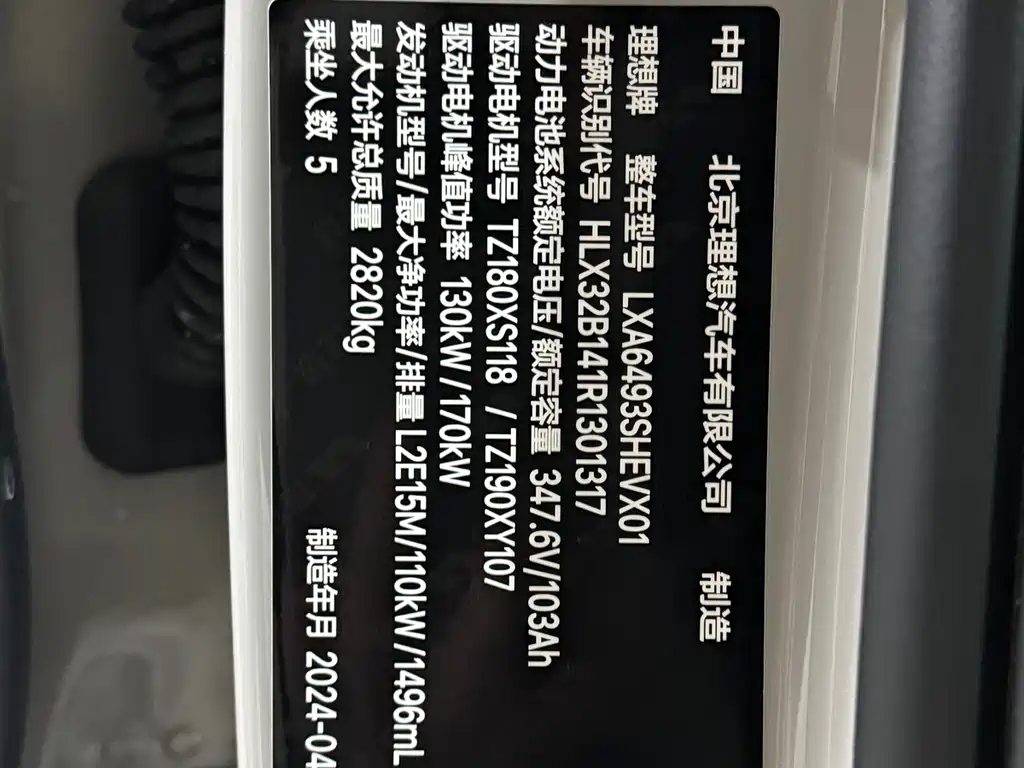 中国 北京理想汽车有限公司 制造
理想牌 整车型号 LXA6493SHEVX01
车辆识别代号 HLX32B141R1301317
动力电池系统额定电压/额定容量 347.6V/103Ah
驱动电机型号 TZ180XS118 / TZ190XY107
驱动电机峰值功率 130kW/170kW
发动机型号/最大净功率/排量 L2E15M/110kW/1496mL
最大允许总质量 2820kg
乘坐人数 5 制造年月 2024-04